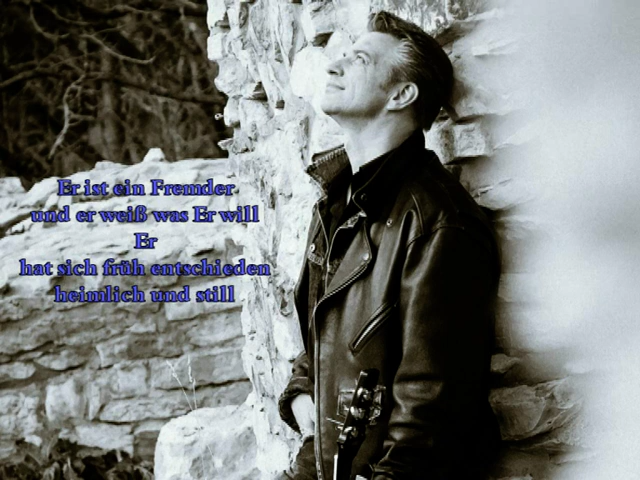 Er ist ein Fremder
und er weiß was Er will
Er
hat sich früh entschieden
heimlich und still